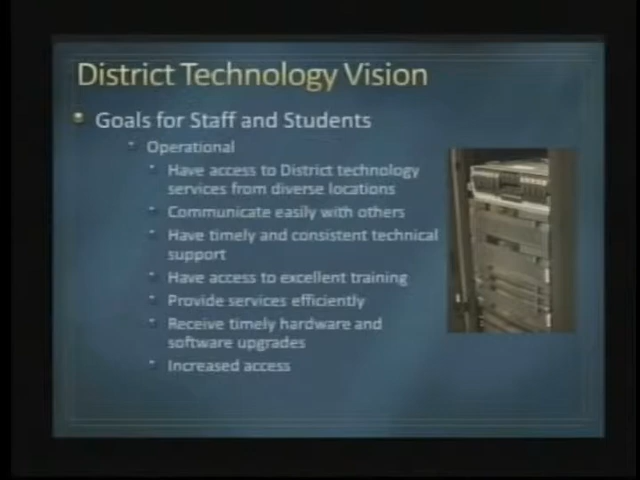 District Technology Vision
Goals for Staff and Students
Operational
Have access to District technology
services from diverse locations
Communicate easily with others
Have timely and consistent technical
support
Have access to excellent training
Provide services efficiently
Receive timely hardware and
software upgrades
Increased access